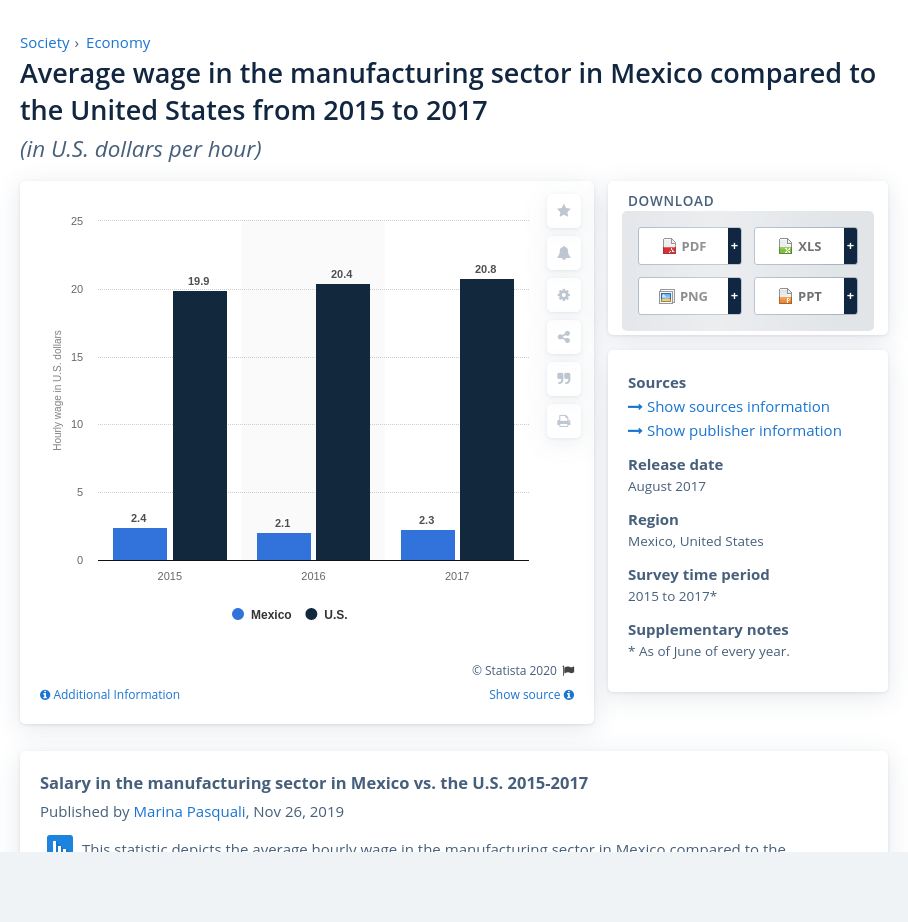 Society › Economy
Average wage in the manufacturing sector in Mexico compared to
the United States from 2015 to 2017
(in U.S. dollars per hour)
25
20
15
10
5
0
Hourly wage in U.S. dollars
2.4
19.9
2.1
20.4
2.3
20.8
2015
2016
2017
Mexico
U.S.
© Statista 2020
Additional Information
Show source
DOWNLOAD
PDF +
XLS +
PNG +
PPT +
Sources
Show sources information
Show publisher information
Release date
August 2017
Region
Mexico, United States
Survey time period
2015 to 2017*
Supplementary notes
* As of June of every year.
Salary in the manufacturing sector in Mexico vs. the U.S. 2015-2017
Published by Marina Pasquali, Nov 26, 2019
This statistic depicts the average hourly wage in the manufacturing sector in Mexico compared to the